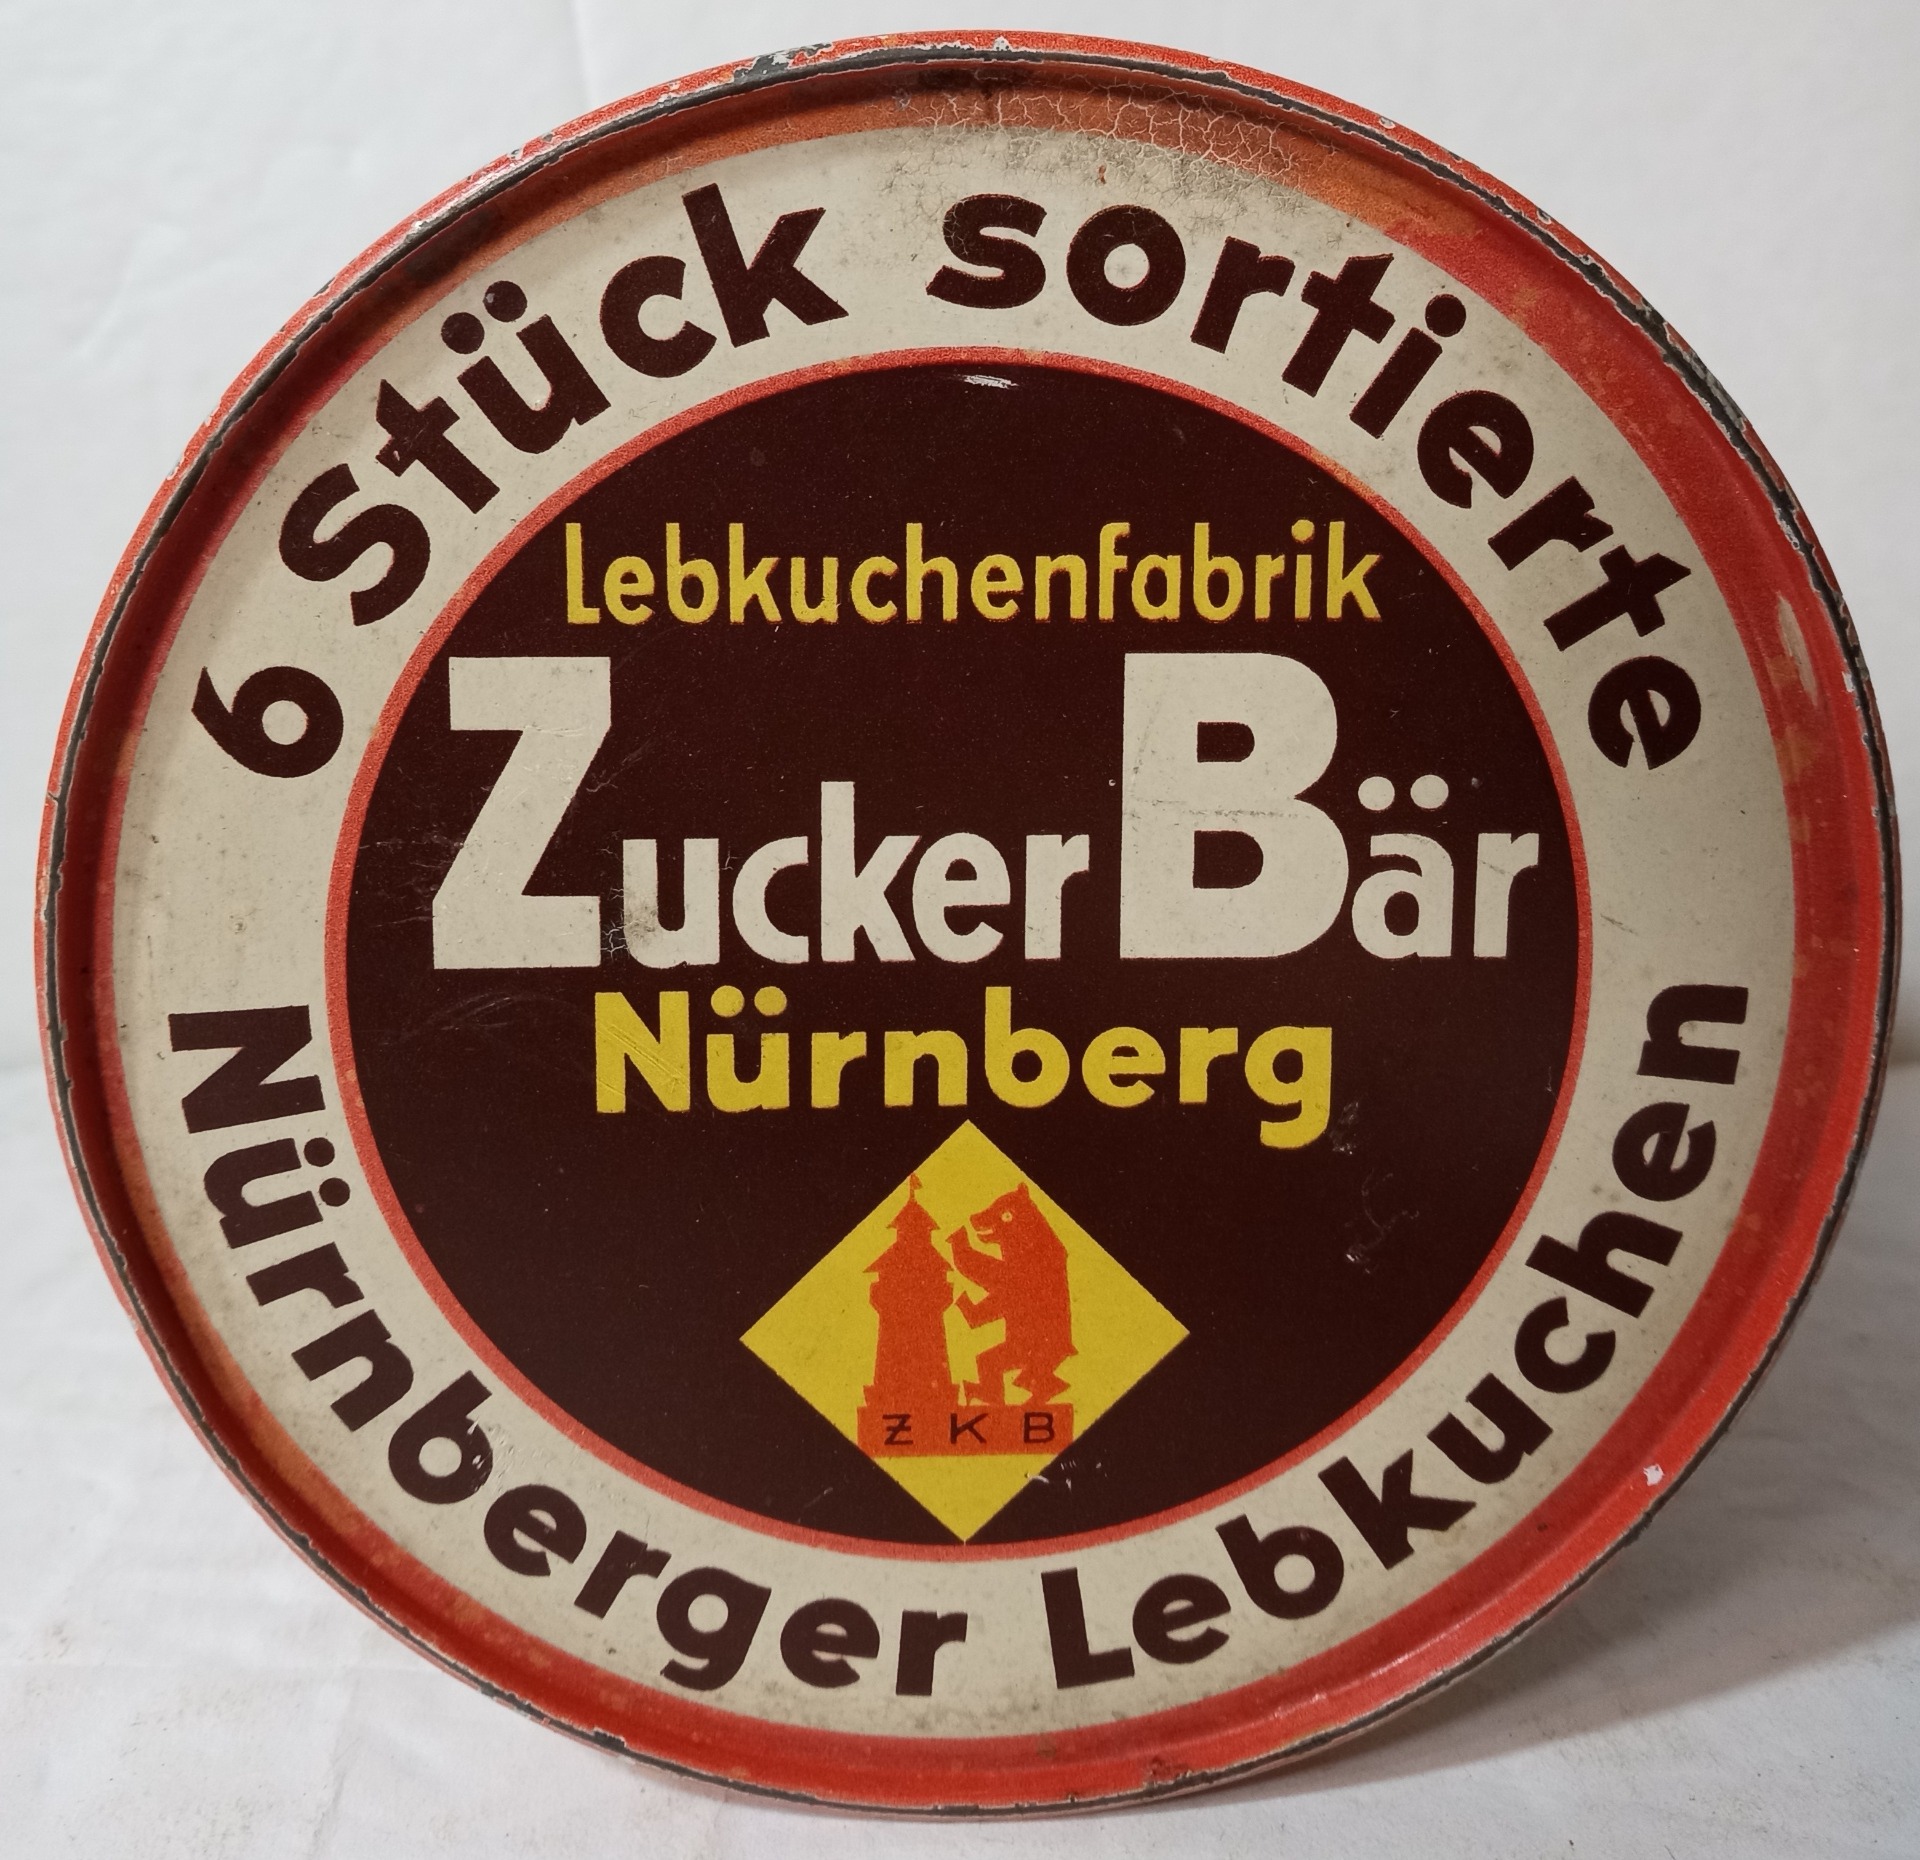 6 Stück sortierte
Lebkuchenfabrik
ZuckerBär
Nürnberg
ZKB
Nürnberger Lebkuchen